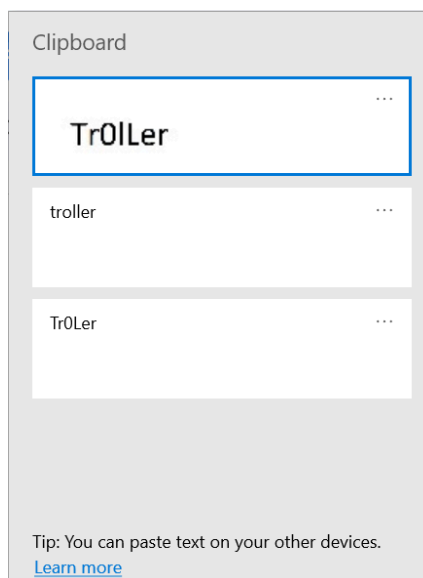 Clipboard
...
Tr0lLer
troller
...
Tr0Ler
...
Tip: You can paste text on your other devices.
Learn more